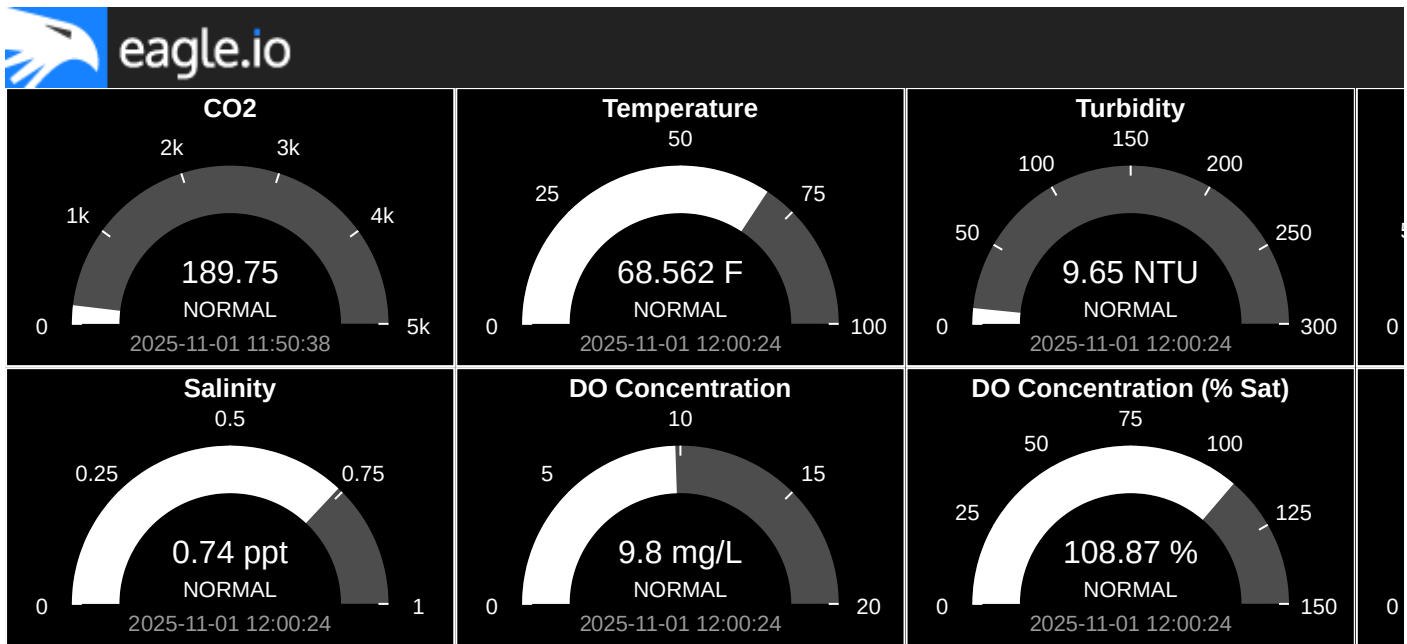 eagle.io
CO2
0
1k
2k
3k
4k
5k
189.75
NORMAL
2025-11-01 11:50:38
Temperature
0
25
50
75
100
68.562 F
NORMAL
2025-11-01 12:00:24
Turbidity
0
50
100
150
200
250
300
9.65 NTU
NORMAL
2025-11-01 12:00:24
0
Salinity
0
0.25
0.5
0.75
1
0.74 ppt
NORMAL
2025-11-01 12:00:24
DO Concentration
0
5
10
15
20
9.8 mg/L
NORMAL
2025-11-01 12:00:24
DO Concentration (% Sat)
0
25
50
75
100
125
150
108.87 %
NORMAL
2025-11-01 12:00:24
0